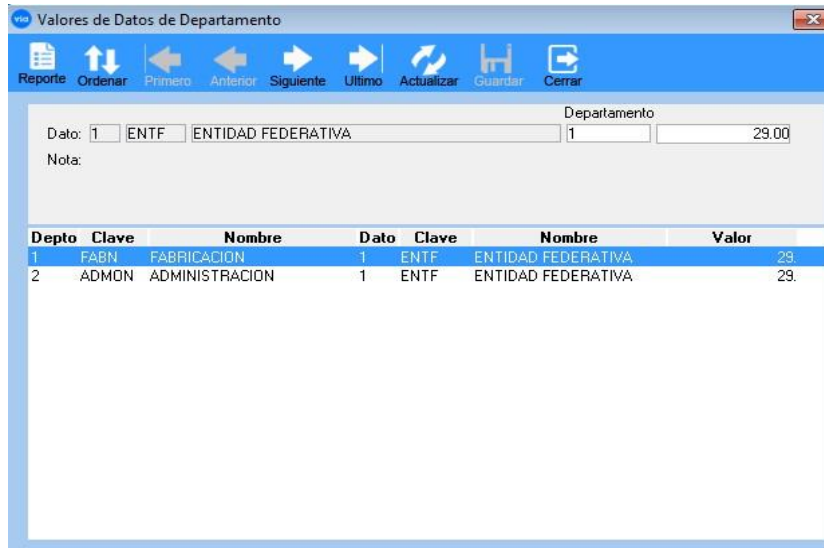 via Valores de Datos de Departamento
Reporte Ordenar Primero Anterior Siguiente Ultimo Actualizar Guardar Cerrar
Departamento
Dato: 1 ENTF ENTIDAD FEDERATIVA 1 29.00
Nota:
Depto Clave Nombre Dato Clave Nombre Valor
1 FABN FABRICACION 1 ENTF ENTIDAD FEDERATIVA 29.
2 ADMON ADMINISTRACION 1 ENTF ENTIDAD FEDERATIVA 29.